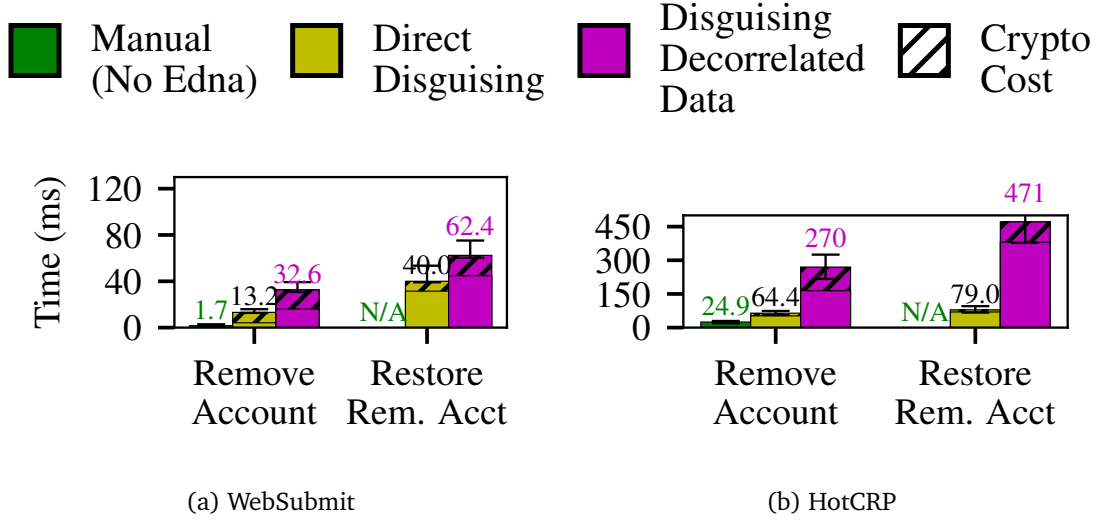 Manual
(No Edna)
Direct
Disguising
Disguising
Decorrelated
Data
Crypto
Cost
Time (ms)
120
80
40
0
1.7
13.2
32.6
N/A
40.0
62.4
Remove
Account
Restore
Rem. Acct
(a) WebSubmit
450
300
150
0
24.9
64.4
270
N/A
79.0
471
Remove
Account
Restore
Rem. Acct
(b) HotCRP